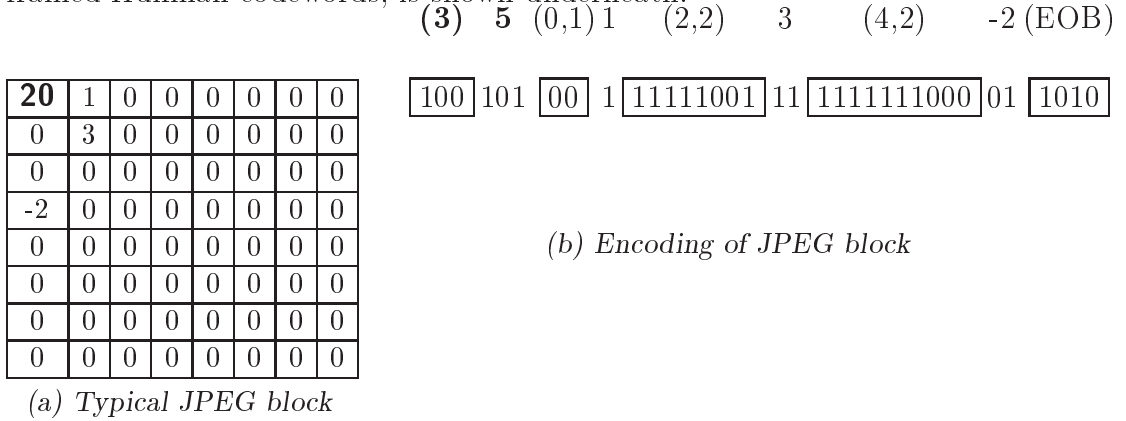 (3) 5 (0,1) 1 (2,2) 3 (4,2) -2 (EOB)
100 101 00 1 11111001 11 1111111000 01 1010
20 1 0 0 0 0 0 0
0 3 0 0 0 0 0 0
0 0 0 0 0 0 0 0
-2 0 0 0 0 0 0 0
0 0 0 0 0 0 0 0
0 0 0 0 0 0 0 0
0 0 0 0 0 0 0 0
0 0 0 0 0 0 0 0
(b) Encoding of JPEG block
(a) Typical JPEG block